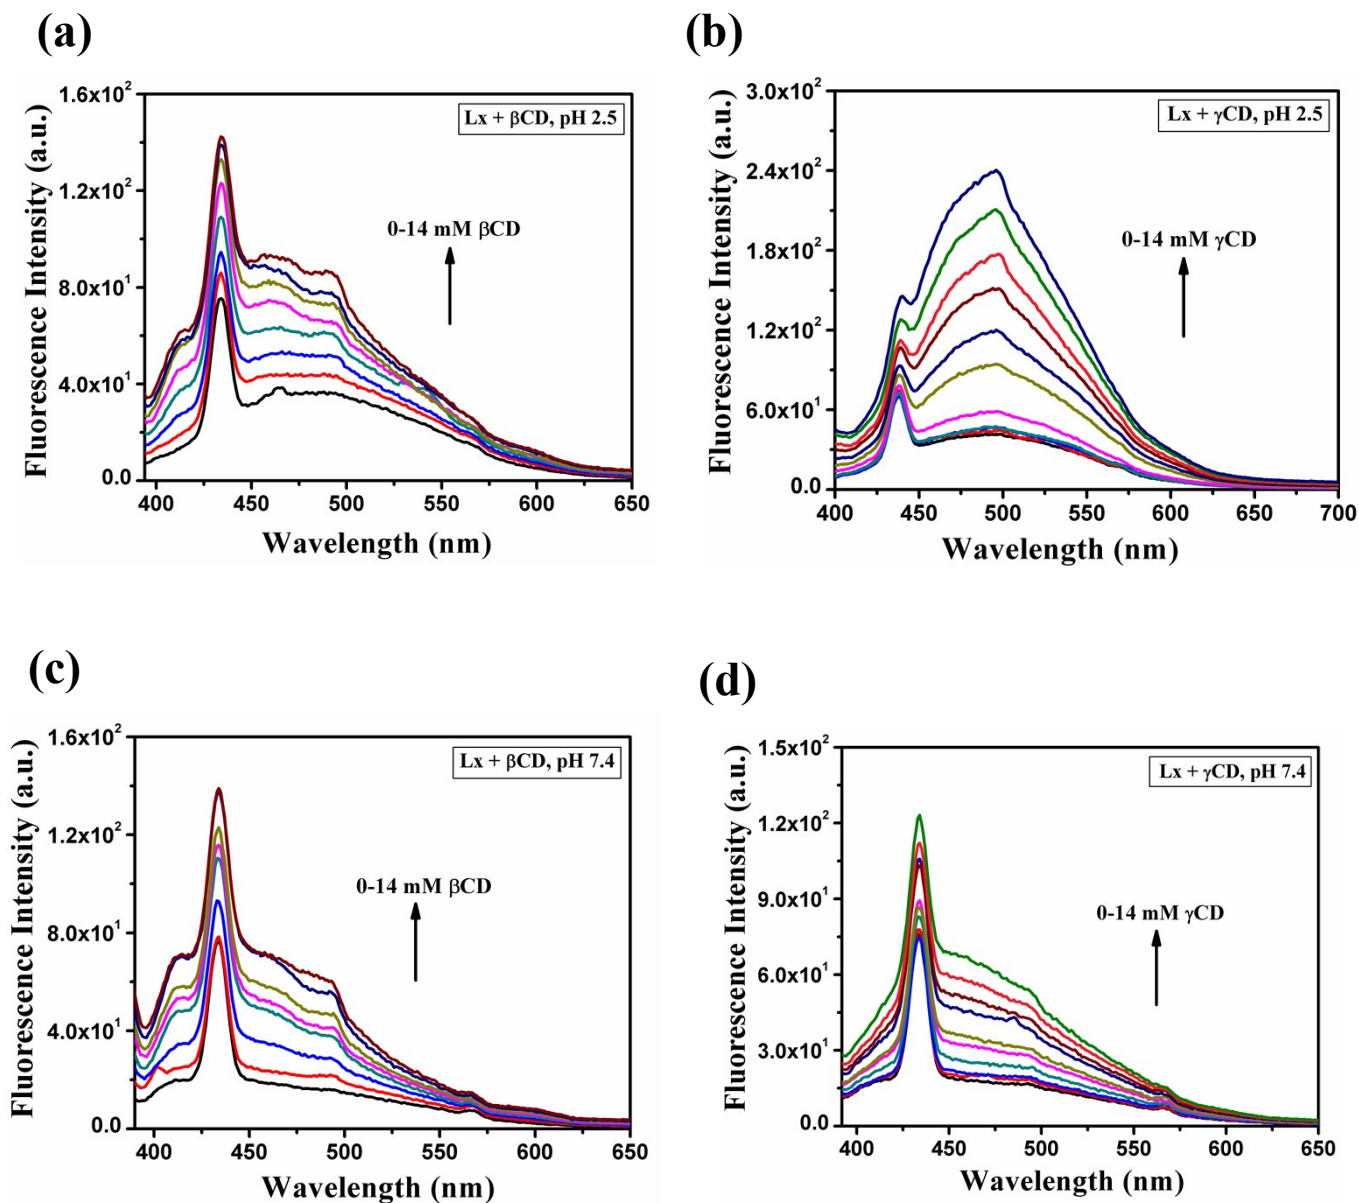 (a)
Fluorescence Intensity (a.u.)
1.6x10²
1.2x10²
8.0x10¹
4.0x10¹
0.0
Lx + βCD, pH 2.5
0-14 mM βCD
400 450 500 550 600 650
Wavelength (nm)
(b)
Fluorescence Intensity (a.u.)
3.0x10²
2.4x10²
1.8x10²
1.2x10²
6.0x10¹
0.0
Lx + γCD, pH 2.5
0-14 mM γCD
400 450 500 550 600 650 700
Wavelength (nm)
(c)
Fluorescence Intensity (a.u.)
1.6x10²
1.2x10²
8.0x10¹
4.0x10¹
0.0
Lx + βCD, pH 7.4
0-14 mM βCD
400 450 500 550 600 650
Wavelength (nm)
(d)
Fluorescence Intensity (a.u.)
1.5x10²
1.2x10²
9.0x10¹
6.0x10¹
3.0x10¹
0.0
Lx + γCD, pH 7.4
0-14 mM γCD
400 450 500 550 600 650
Wavelength (nm)